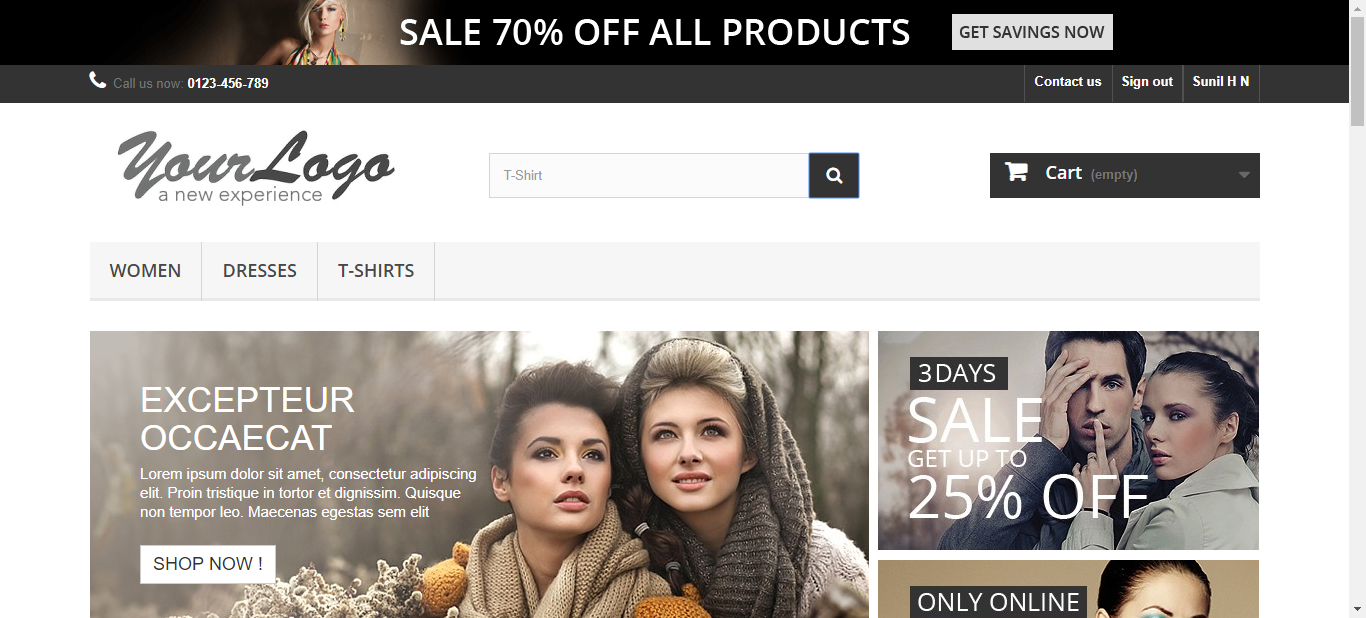 SALE 70% OFF ALL PRODUCTS
GET SAVINGS NOW
Call us now: 0123-456-789
Contact us
Sign out
Sunil H N
YourLogo
a new experience
T-Shirt
Cart (empty)
WOMEN
DRESSES
T-SHIRTS
EXCEPTEUR
OCCAECAT
Lorem ipsum dolor sit amet, consectetur adipiscing
elit. Proin tristique in tortor et dignissim. Quisque
non tempor leo. Maecenas egestas sem elit
SHOP NOW !
3 DAYS
SALE
GET UP TO
25% OFF
ONLY ONLINE